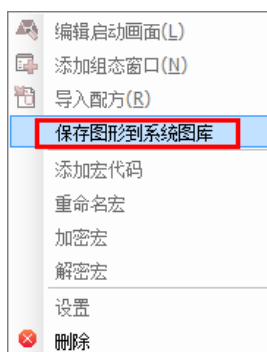 编辑启动画面(L)
添加组态窗口(N)
导入配方(R)
保存图形到系统图库
添加宏代码
重命名宏
加密宏
解密宏
设置
删除